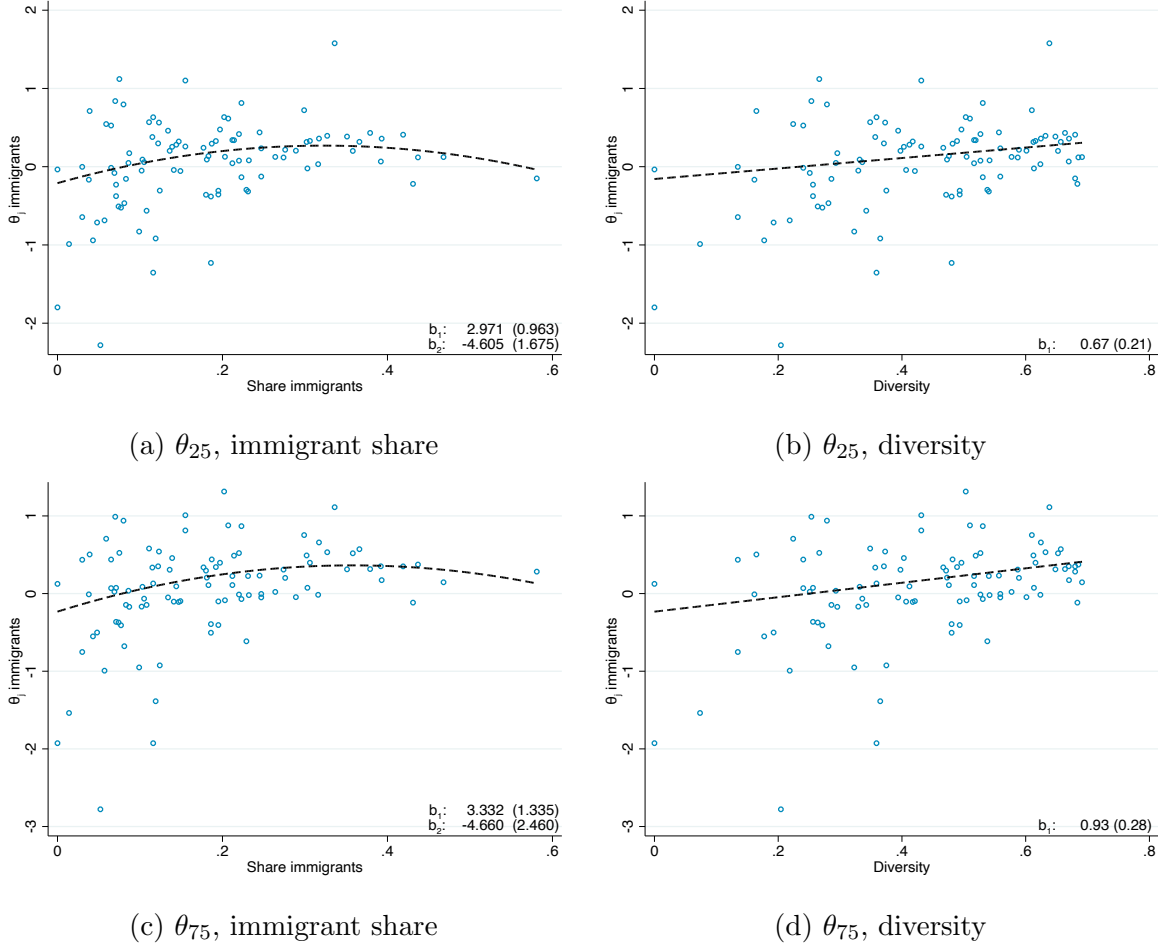 2
1
0
-1
-2
θj immigrants
b1: 2.971 (0.963)
b2: -4.605 (1.675)
0 .2 .4 .6
Share immigrants
(a) θ25, immigrant share
2
1
0
-1
-2
θj immigrants
b1: 0.67 (0.21)
0 .2 .4 .6 .8
Diversity
(b) θ25, diversity
1
0
-1
-2
-3
θj immigrants
b1: 3.332 (1.335)
b2: -4.660 (2.460)
0 .2 .4 .6
Share immigrants
(c) θ75, immigrant share
1
0
-1
-2
-3
θj immigrants
b1: 0.93 (0.28)
0 .2 .4 .6 .8
Diversity
(d) θ75, diversity